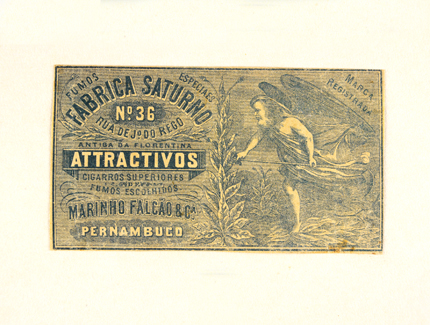 FUMOS ESPECIAES
FABRICA SATURNO
Nº 36
RUA DE Jº DO REGO
ANTIGA DA FLORENTINA
ATTRACTIVOS
CIGARROS SUPERIORES
FUMOS ESCOLHIDOS
MARINHO FALCÃO & Cª
PERNAMBUCO
MARCA
REGISTRADA